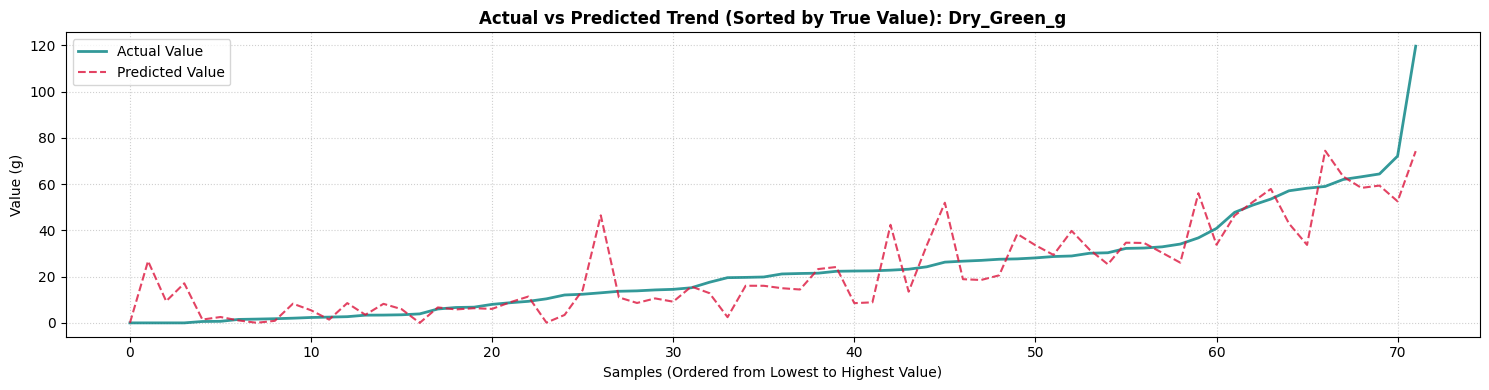 Actual vs Predicted Trend (Sorted by True Value): Dry_Green_g
Actual Value
Predicted Value
Value (g)
120
100
80
60
40
20
0
0 10 20 30 40 50 60 70
Samples (Ordered from Lowest to Highest Value)